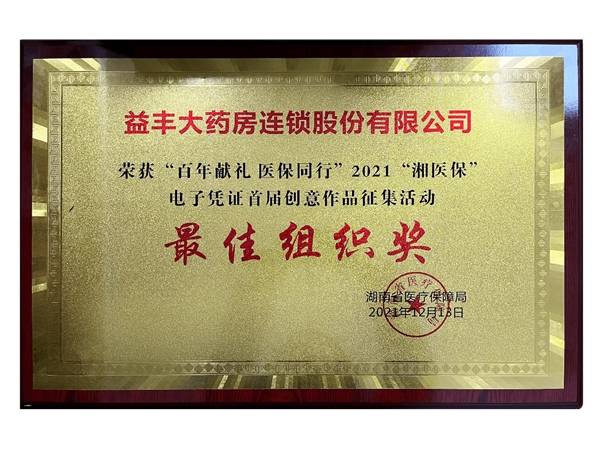 益丰大药房连锁股份有限公司
荣获“百年献礼 医保同行”2021“湘医保”
电子凭证首届创意作品征集活动
最佳组织奖
湖南省医疗保障局
2021年12月13日